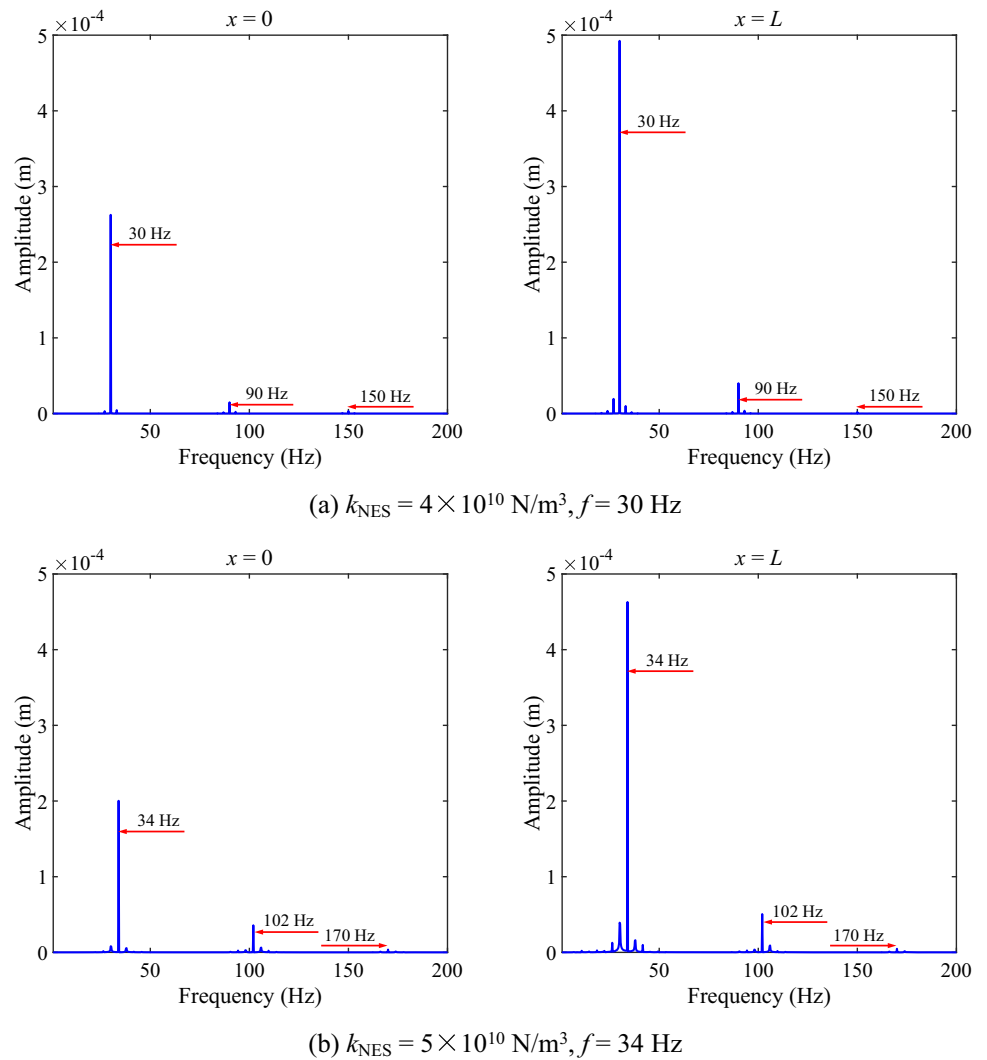 x = 0
×10⁻⁴
5
4
3
2
1
0
30 Hz
90 Hz
150 Hz
50 100 150 200
Amplitude (m)
Frequency (Hz)
x = L
×10⁻⁴
5
4
3
2
1
0
30 Hz
90 Hz
150 Hz
50 100 150 200
Amplitude (m)
Frequency (Hz)
(a) kNES = 4×10¹⁰ N/m³, f = 30 Hz
x = 0
×10⁻⁴
5
4
3
2
1
0
34 Hz
102 Hz
170 Hz
50 100 150 200
Amplitude (m)
Frequency (Hz)
x = L
×10⁻⁴
5
4
3
2
1
0
34 Hz
102 Hz
170 Hz
50 100 150 200
Amplitude (m)
Frequency (Hz)
(b) kNES = 5×10¹⁰ N/m³, f = 34 Hz